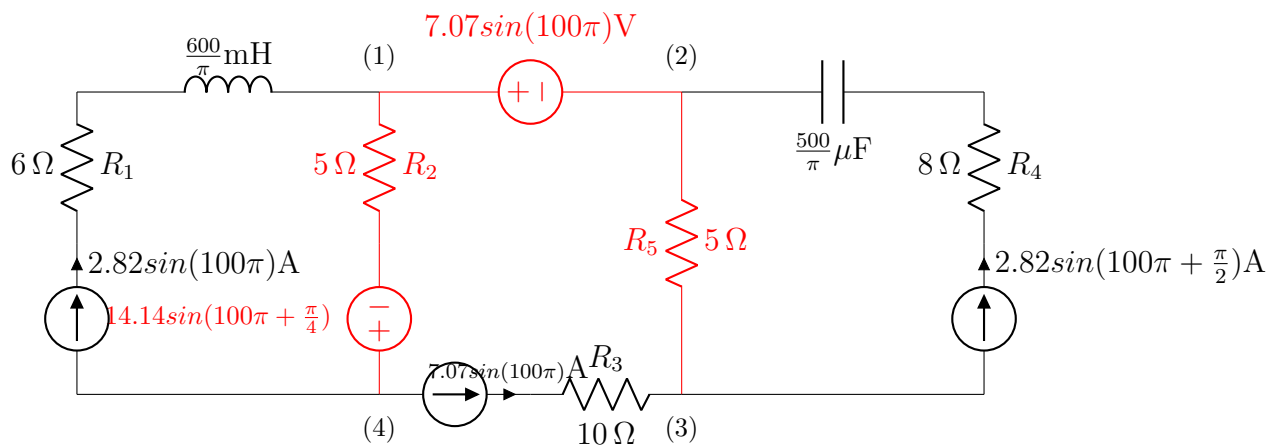 7.07sin(100π)V
600/π mH
(1)
(2)
6 Ω
R1
5 Ω
R2
500/π μF
8 Ω
R4
R5
5 Ω
2.82sin(100π)A
2.82sin(100π + π/2)A
14.14sin(100π + π/4)
7.07sin(100π)A
R3
(4)
10 Ω
(3)